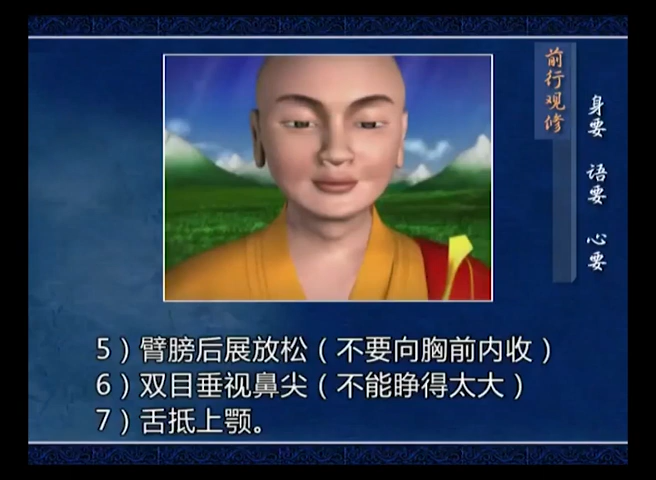 前行观修
身要 语要 心要
5）臂膀后展放松（不要向胸前内收）
6）双目垂视鼻尖（不能睁得太大）
7）舌抵上颚。